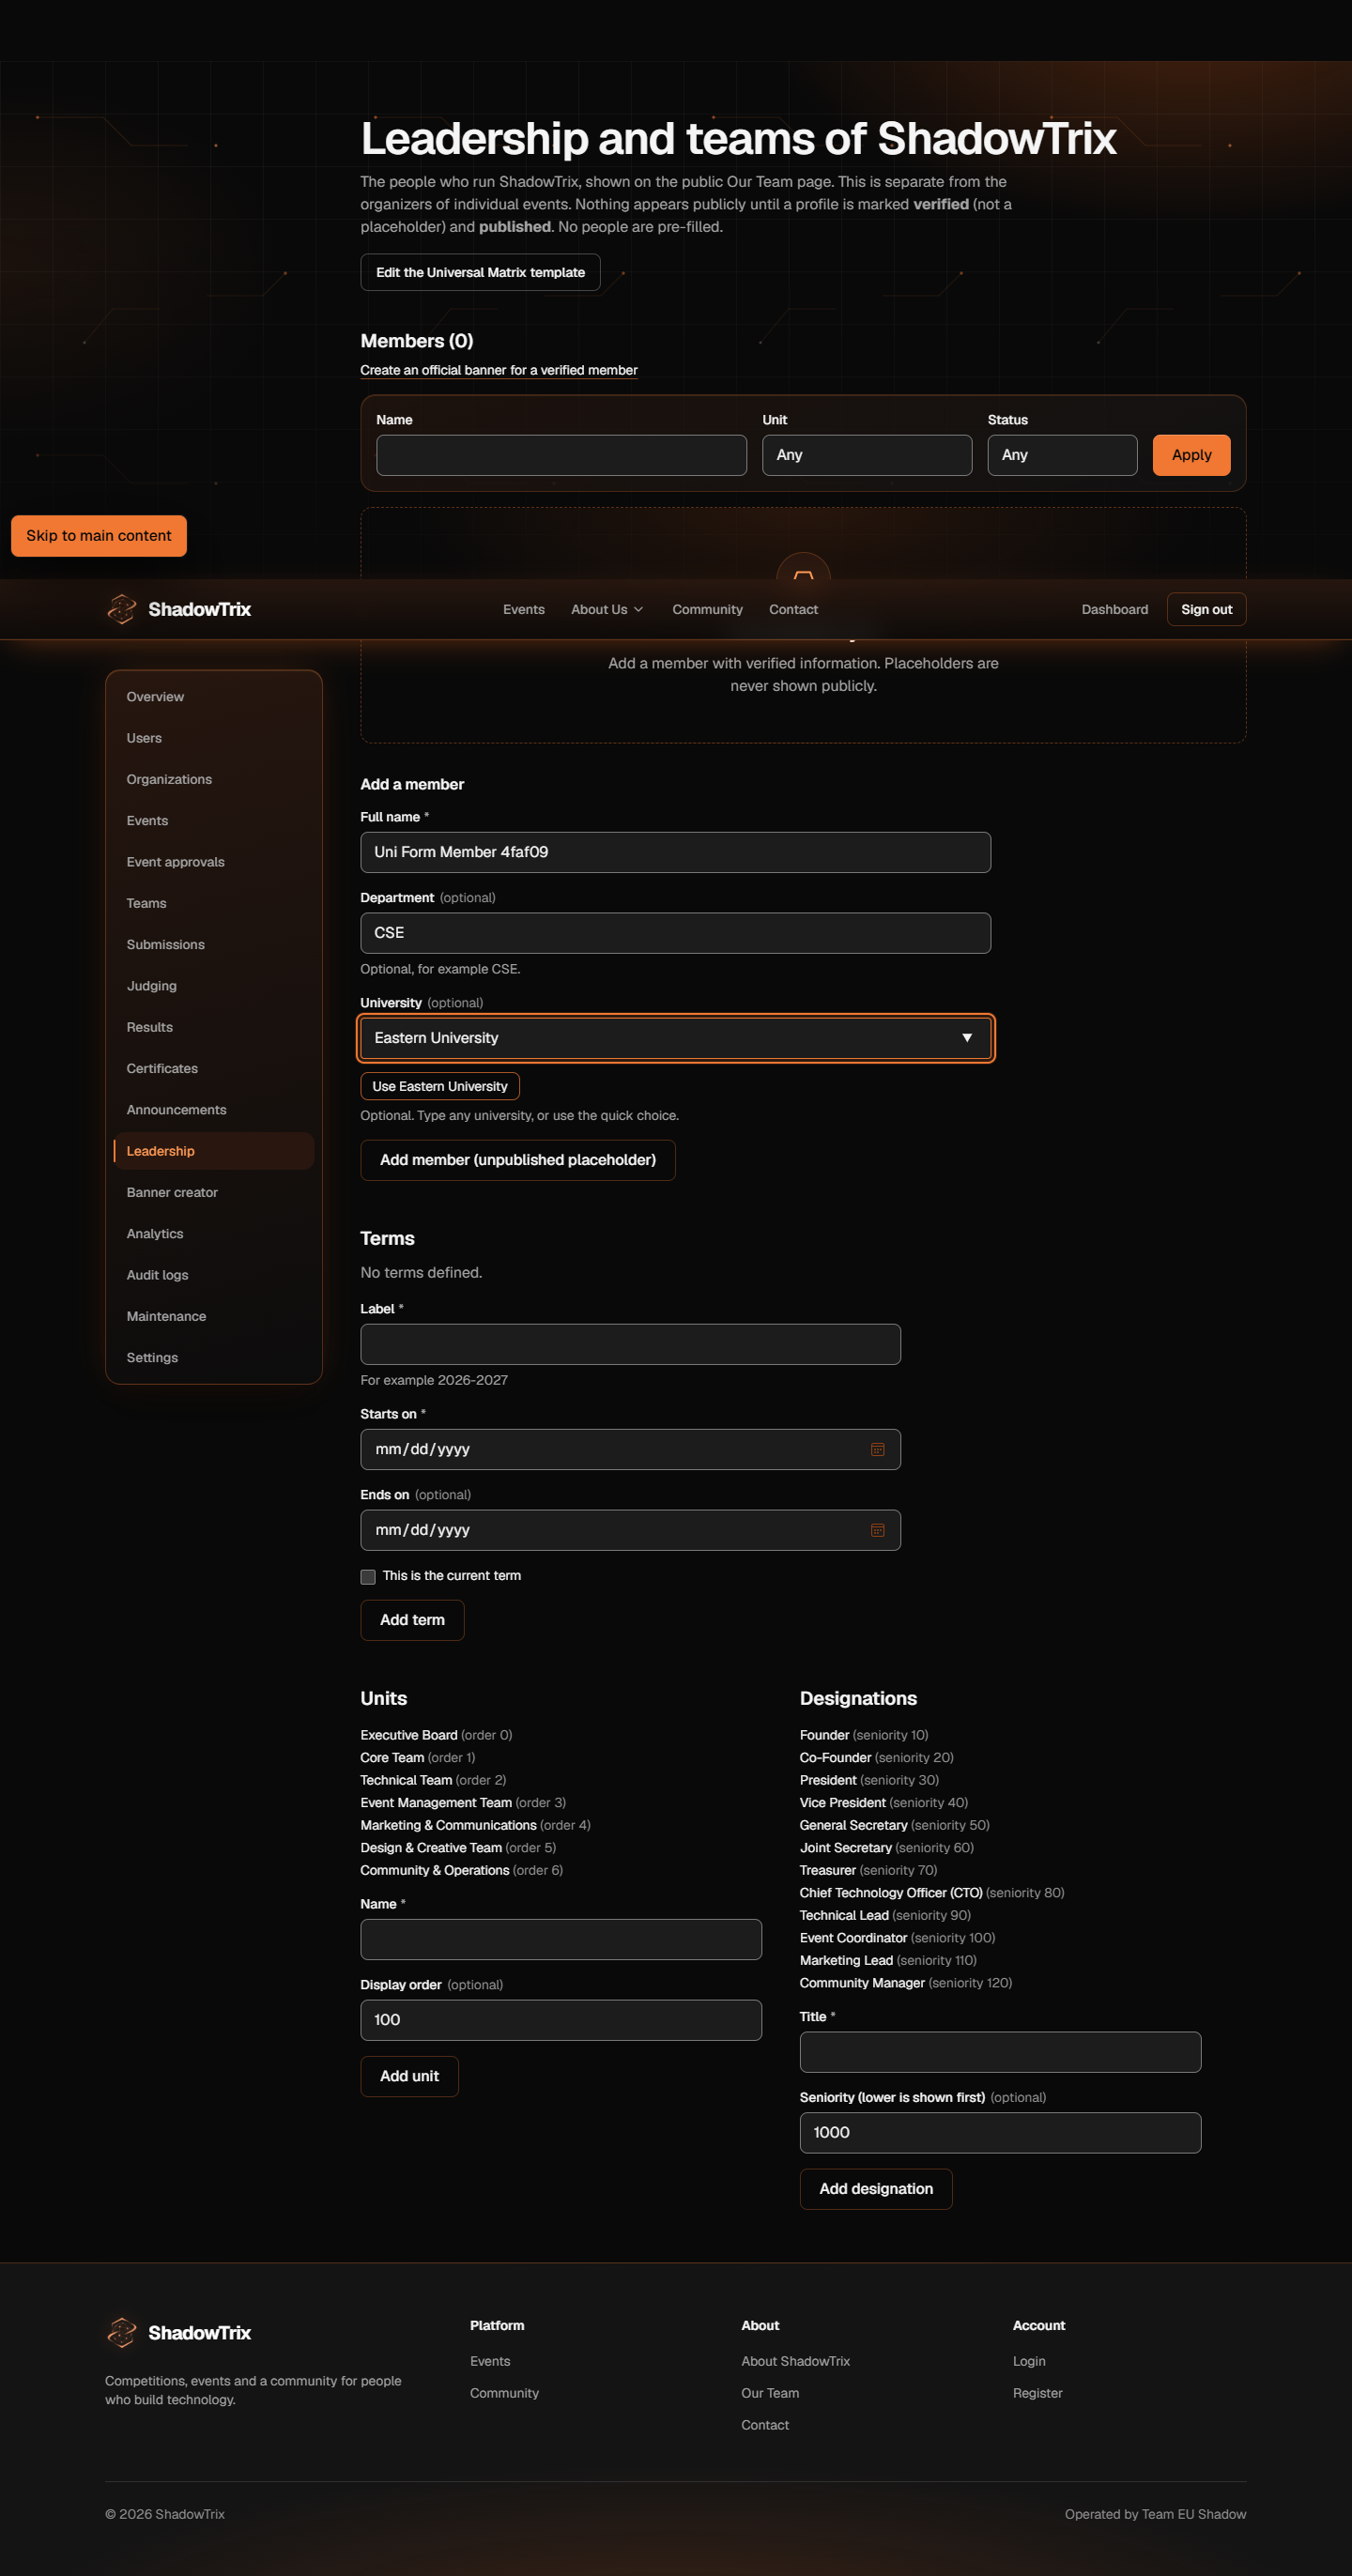 Leadership and teams of ShadowTrix
The people who run ShadowTrix, shown on the public Our Team page. This is separate from the
organizers of individual events. Nothing appears publicly until a profile is marked verified (not a
placeholder) and published. No people are pre-filled.
Edit the Universal Matrix template
Members (0)
Create an official banner for a verified member
Name
Unit
Status
Any
Any
Apply
Skip to main content
ShadowTrix
Events
About Us
Community
Contact
Dashboard
Sign out
Add a member with verified information. Placeholders are
never shown publicly.
Overview
Users
Organizations
Events
Event approvals
Teams
Submissions
Judging
Results
Certificates
Announcements
Leadership
Banner creator
Analytics
Audit logs
Maintenance
Settings
Add a member
Full name *
Uni Form Member 4faf09
Department (optional)
CSE
Optional, for example CSE.
University (optional)
Eastern University
Use Eastern University
Optional. Type any university, or use the quick choice.
Add member (unpublished placeholder)
Terms
No terms defined.
Label *
For example 2026-2027
Starts on *
mm/dd/yyyy
Ends on (optional)
mm/dd/yyyy
This is the current term
Add term
Units
Executive Board (order 0)
Core Team (order 1)
Technical Team (order 2)
Event Management Team (order 3)
Marketing & Communications (order 4)
Design & Creative Team (order 5)
Community & Operations (order 6)
Name *
Display order (optional)
100
Add unit
Designations
Founder (seniority 10)
Co-Founder (seniority 20)
President (seniority 30)
Vice President (seniority 40)
General Secretary (seniority 50)
Joint Secretary (seniority 60)
Treasurer (seniority 70)
Chief Technology Officer (CTO) (seniority 80)
Technical Lead (seniority 90)
Event Coordinator (seniority 100)
Marketing Lead (seniority 110)
Community Manager (seniority 120)
Title *
Seniority (lower is shown first) (optional)
1000
Add designation
ShadowTrix
Competitions, events and a community for people
who build technology.
Platform
Events
Community
About
About ShadowTrix
Our Team
Contact
Account
Login
Register
© 2026 ShadowTrix
Operated by Team EU Shadow